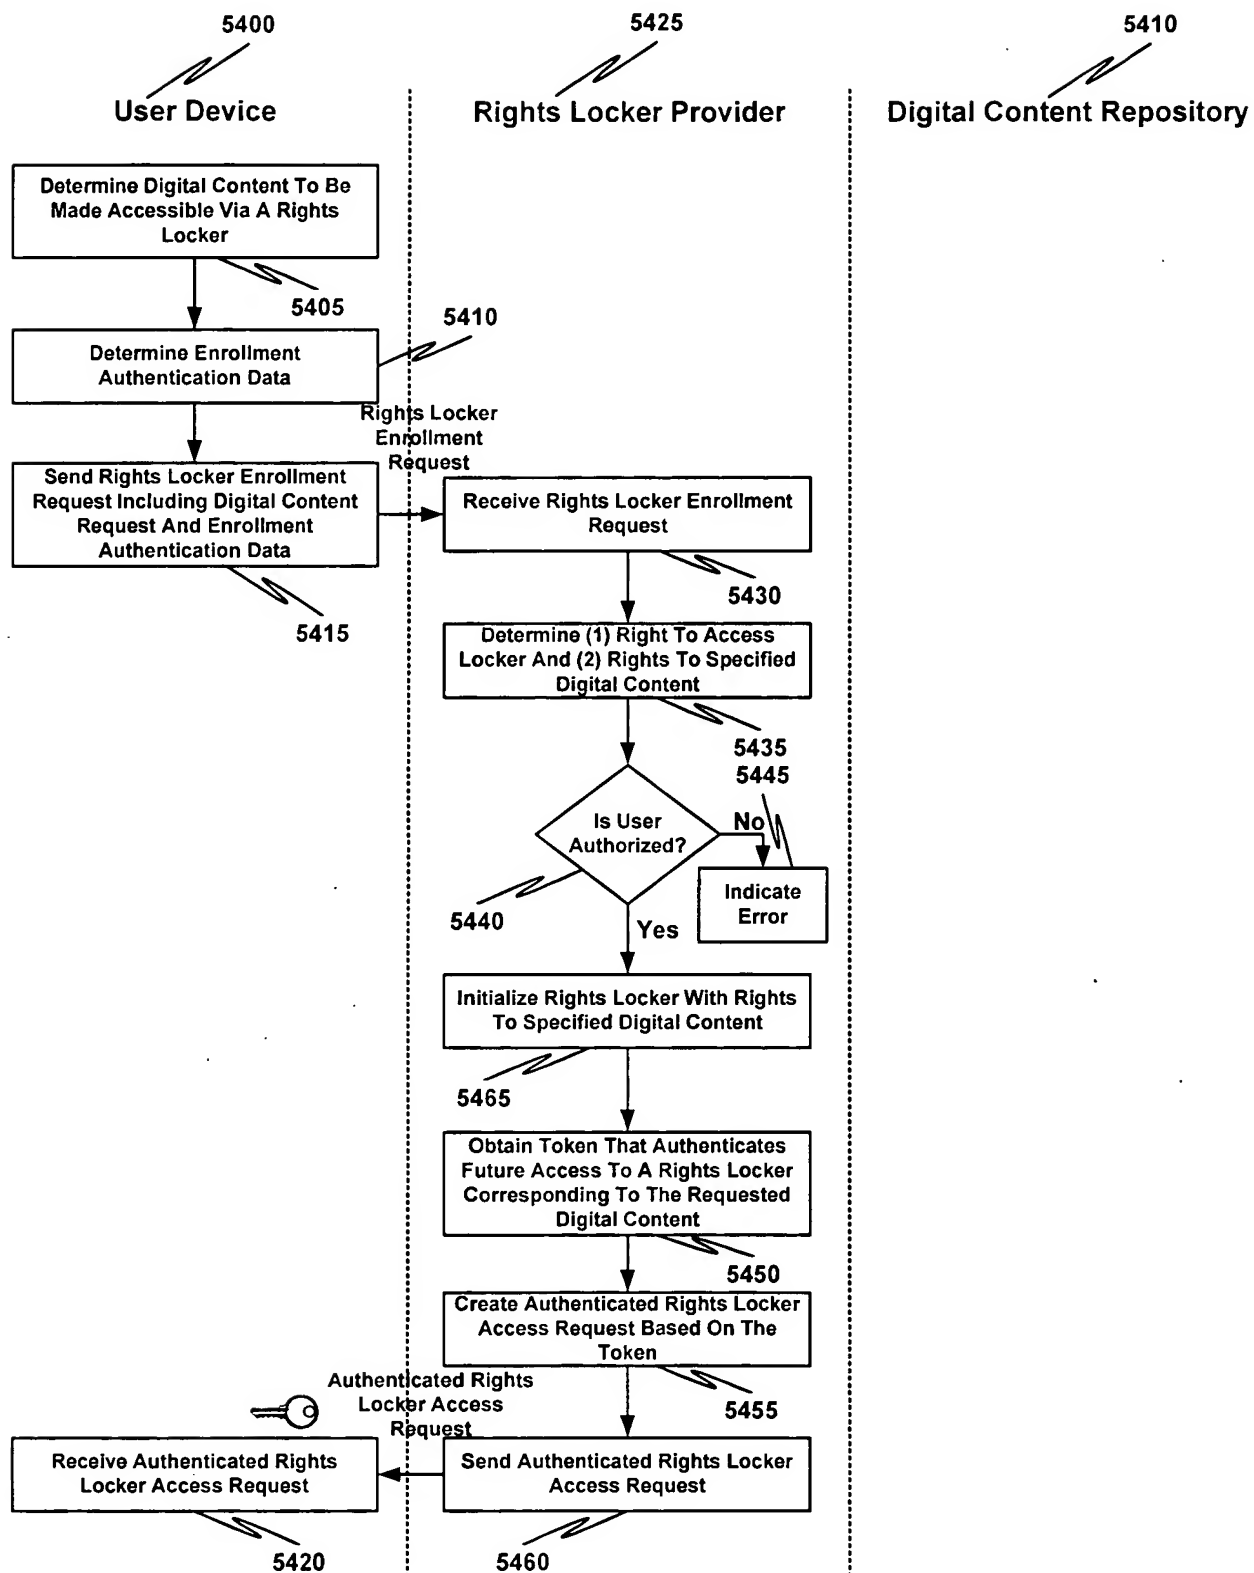 5400
5425
5410
User Device
Rights Locker Provider
Digital Content Repository
Determine Digital Content To Be
Made Accessible Via A Rights
Locker
5405
5410
Determine Enrollment
Authentication Data
Rights Locker
Enrollment
Request
Send Rights Locker Enrollment
Request Including Digital Content
Request And Enrollment
Authentication Data
5415
Receive Rights Locker Enrollment
Request
5430
Determine (1) Right To Access
Locker And (2) Rights To Specified
Digital Content
5435
5445
Is User
Authorized?
No
Indicate
Error
5440
Yes
Initialize Rights Locker With Rights
To Specified Digital Content
5465
Obtain Token That Authenticates
Future Access To A Rights Locker
Corresponding To The Requested
Digital Content
5450
Create Authenticated Rights Locker
Access Request Based On The
Token
5455
Authenticated Rights
Locker Access
Request
Send Authenticated Rights Locker
Access Request
5460
Receive Authenticated Rights
Locker Access Request
5420